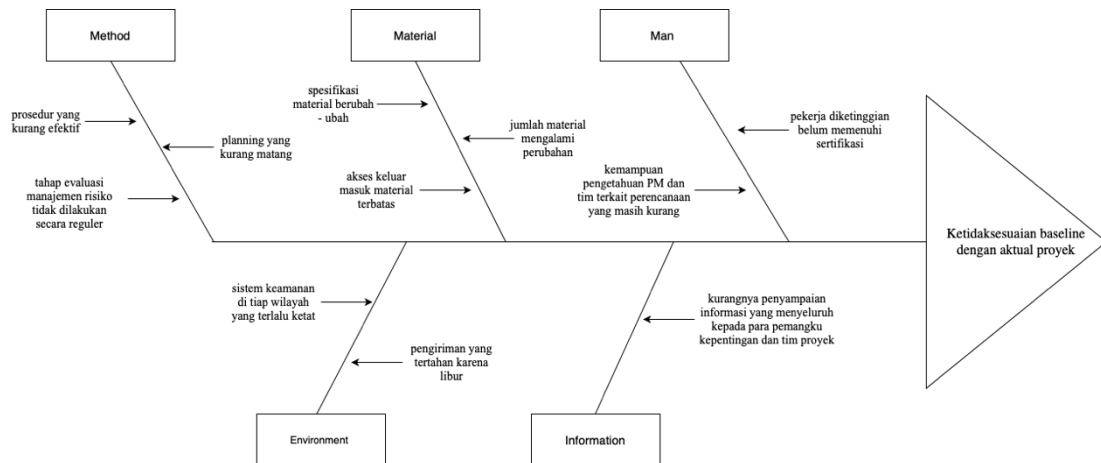 Method
Material
Man
prosedur yang
kurang efektif
planning yang
kurang matang
tahap evaluasi
manajemen risiko
tidak dilakukan
secara reguler
spesifikasi
material berubah
- ubah
jumlah material
mengalami
perubahan
akses keluar
masuk material
terbatas
pekerja diketinggian
belum memenuhi
sertifikasi
kemampuan
pengetahuan PM dan
tim terkait perencanaan
yang masih kurang
Ketidaksesuaian baseline
dengan aktual proyek
sistem keamanan
di tiap wilayah
yang terlalu ketat
pengiriman yang
tertahan karena
libur
kurangnya penyampaian
informasi yang menyeluruh
kepada para pemangku
kepentingan dan tim proyek
Environment
Information